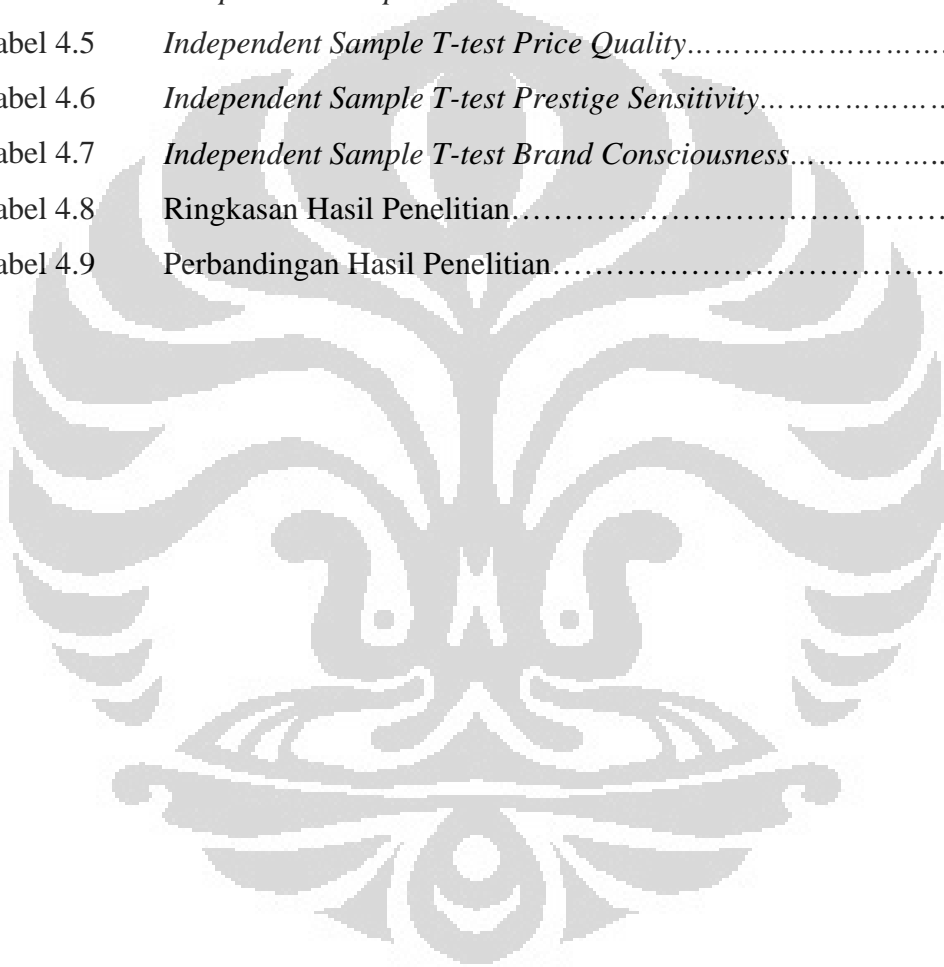 abel 4.5 Independent Sample T-test Price Quality……………………….
abel 4.6 Independent Sample T-test Prestige Sensitivity…………………
abel 4.7 Independent Sample T-test Brand Consciousness……………..
abel 4.8 Ringkasan Hasil Penelitian…………………………………………
abel 4.9 Perbandingan Hasil Penelitian……………………………………